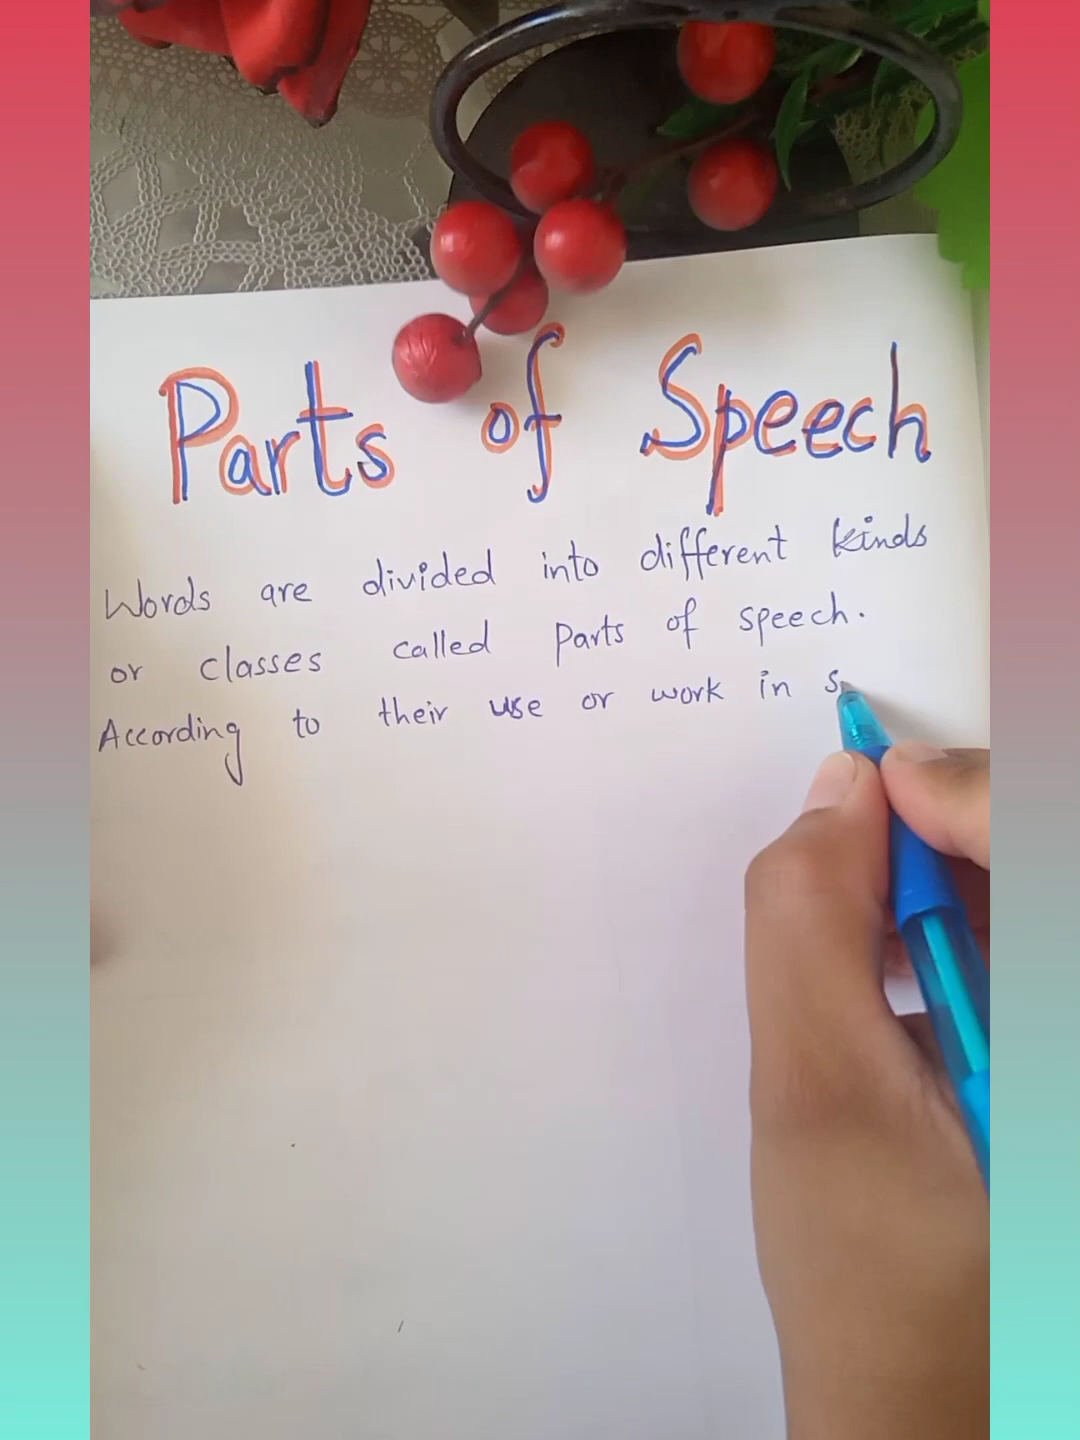 Parts of Speech
Words are divided into different kinds
or classes called parts of speech.
According to their use or work in s